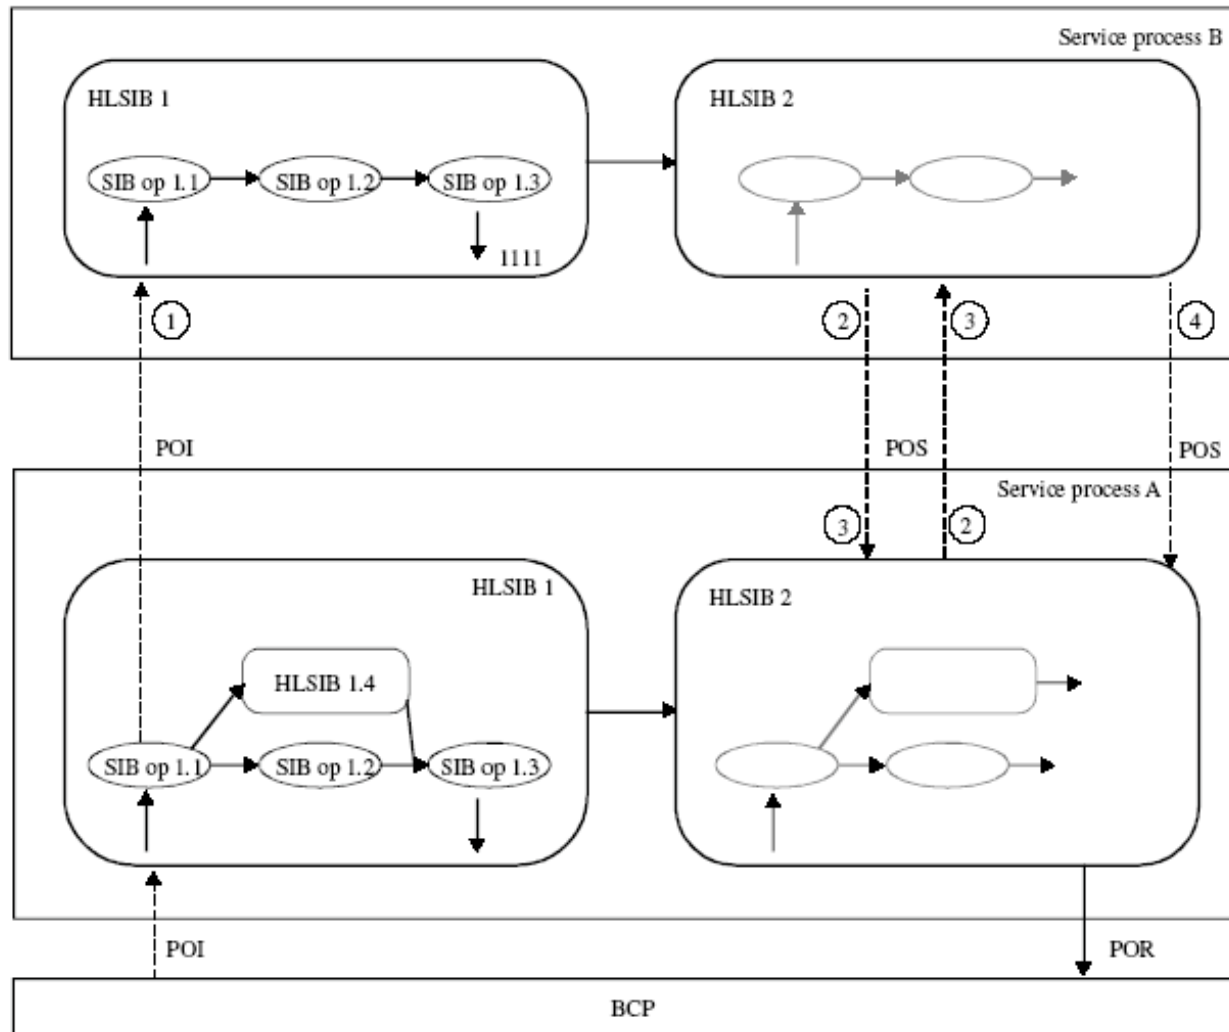 Service process B
HLSIB 1
HLSIB 2
SIB op 1.1
SIB op 1.2
SIB op 1.3
1111
1
2
3
4
POI
POS
POS
Service process A
3
2
HLSIB 1
HLSIB 2
HLSIB 1.4
SIB op 1.1
SIB op 1.2
SIB op 1.3
POI
POR
BCP